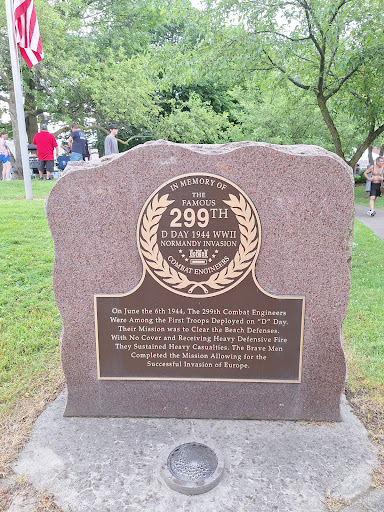 IN MEMORY OF
THE
FAMOUS
299TH
D DAY 1944 WWII
NORMANDY INVASION
COMBAT ENGINEERS
On June the 6th 1944, The 299th Combat Engineers
Were Among the First Troops Deployed on "D" Day.
Their Mission was to Clear the Beach Defenses.
With No Cover and Receiving Heavy Defensive Fire
They Sustained Heavy Casualties. The Brave Men
Completed the Mission Allowing for the
Successful Invasion of Europe.